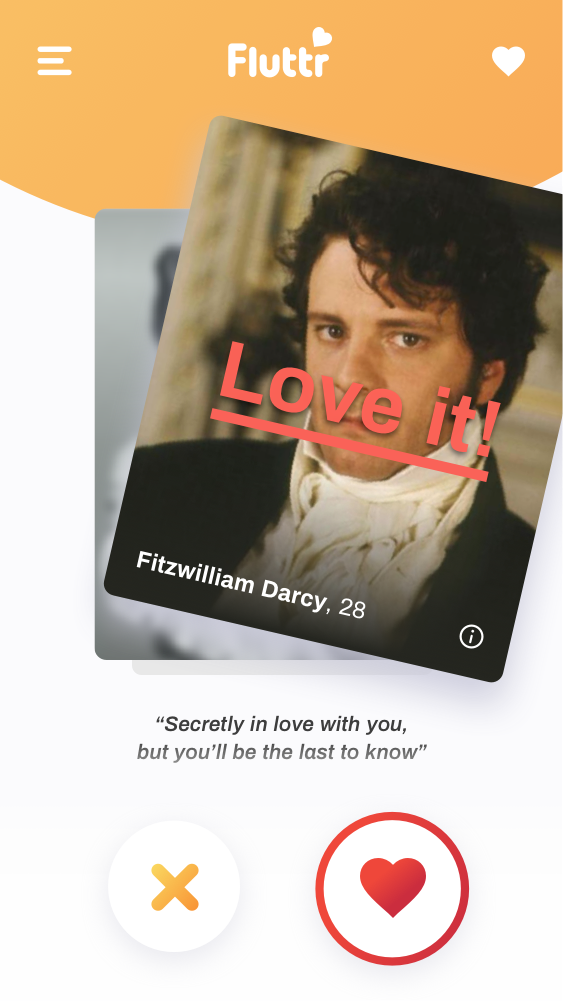 Fluttr
Love it!
Fitzwilliam Darcy, 28
“Secretly in love with you,
but you’ll be the last to know”